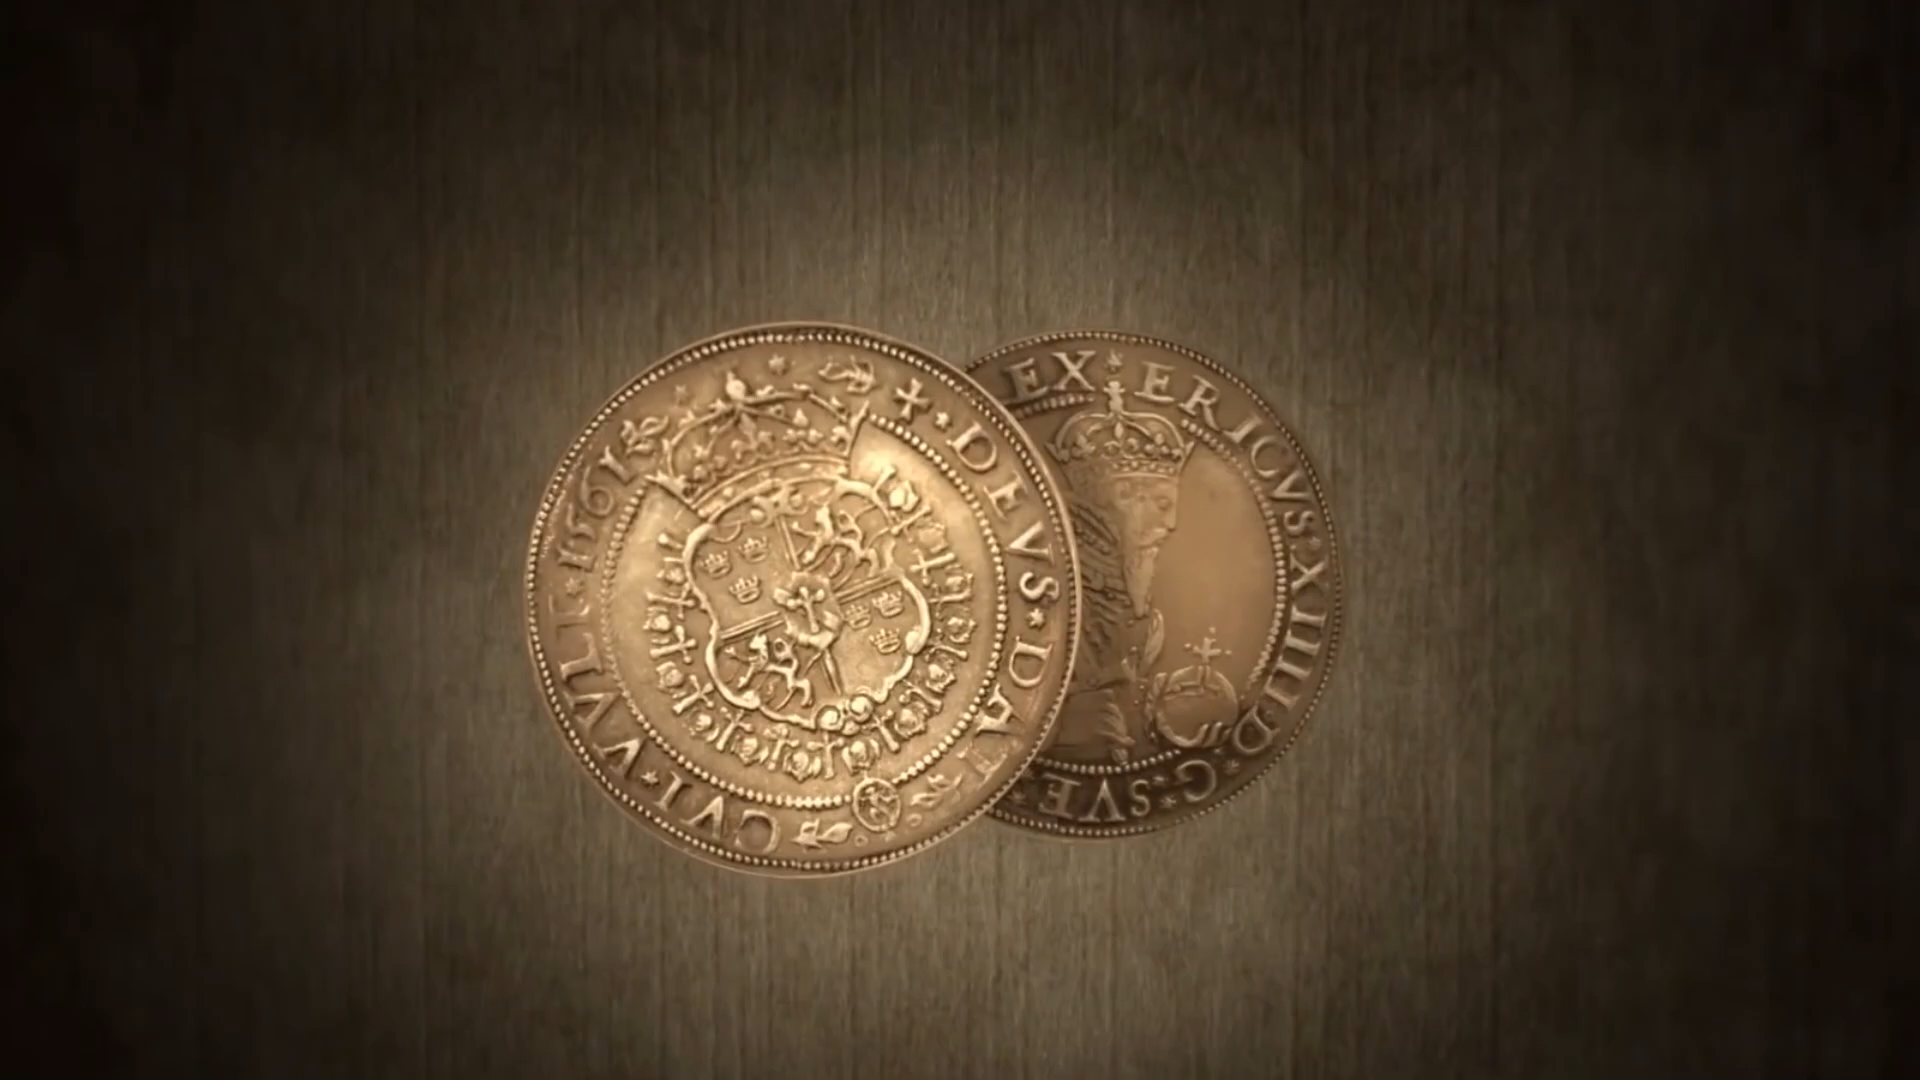 DEVS * DAT
CVI * VVLT * 1561
EX * ERICVS * XIIII * D * G * SVE